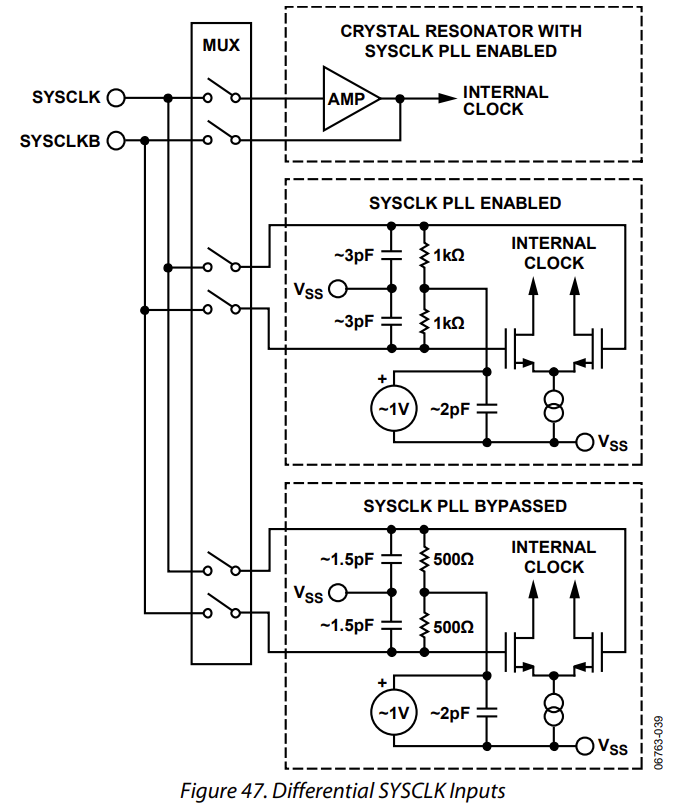 MUX
CRYSTAL RESONATOR WITH
SYSCLK PLL ENABLED
SYSCLK
AMP
INTERNAL
CLOCK
SYSCLKB
SYSCLK PLL ENABLED
INTERNAL
CLOCK
~3pF
1kΩ
VSS
~3pF
1kΩ
+
~1V
~2pF
VSS
SYSCLK PLL BYPASSED
INTERNAL
CLOCK
~1.5pF
500Ω
VSS
~1.5pF
500Ω
+
~1V
~2pF
VSS
06763-039
Figure 47. Differential SYSCLK Inputs